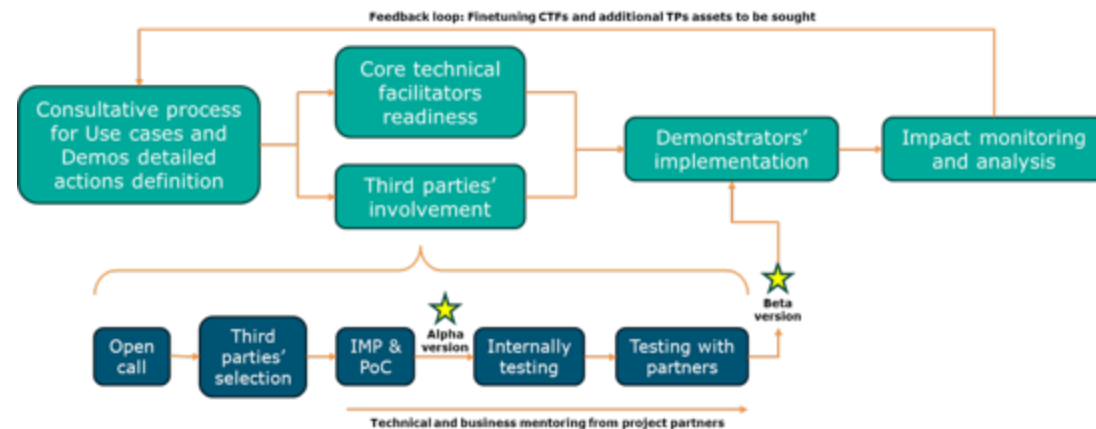 Feedback loop: Finetuning CTFs and additional TPs assets to be sought
Consultative process
for Use cases and
Demos detailed
actions definition
Core technical
facilitators
readiness
Third parties’
involvement
Demonstrators’
implementation
Impact monitoring
and analysis
Open
call
Third
parties’
selection
IMP &
PoC
Alpha
version
Internally
testing
Testing with
partners
Beta
version
Technical and business mentoring from project partners